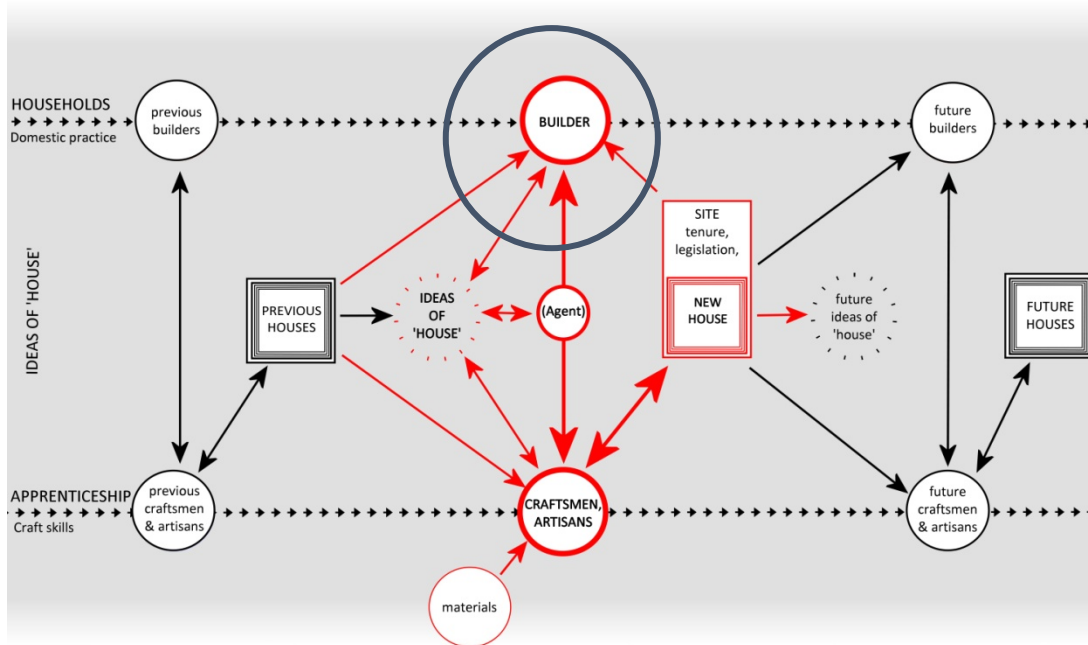 HOUSEHOLDS
Domestic practice
previous
builders
BUILDER
future
builders
SITE
tenure,
legislation,
IDEAS OF 'HOUSE'
PREVIOUS
HOUSES
IDEAS
OF
'HOUSE'
(Agent)
NEW
HOUSE
future
ideas of
'house'
FUTURE
HOUSES
APPRENTICESHIP
Craft skills
previous
craftsmen
& artisans
CRAFTSMEN,
ARTISANS
future
craftsmen
& artisans
materials